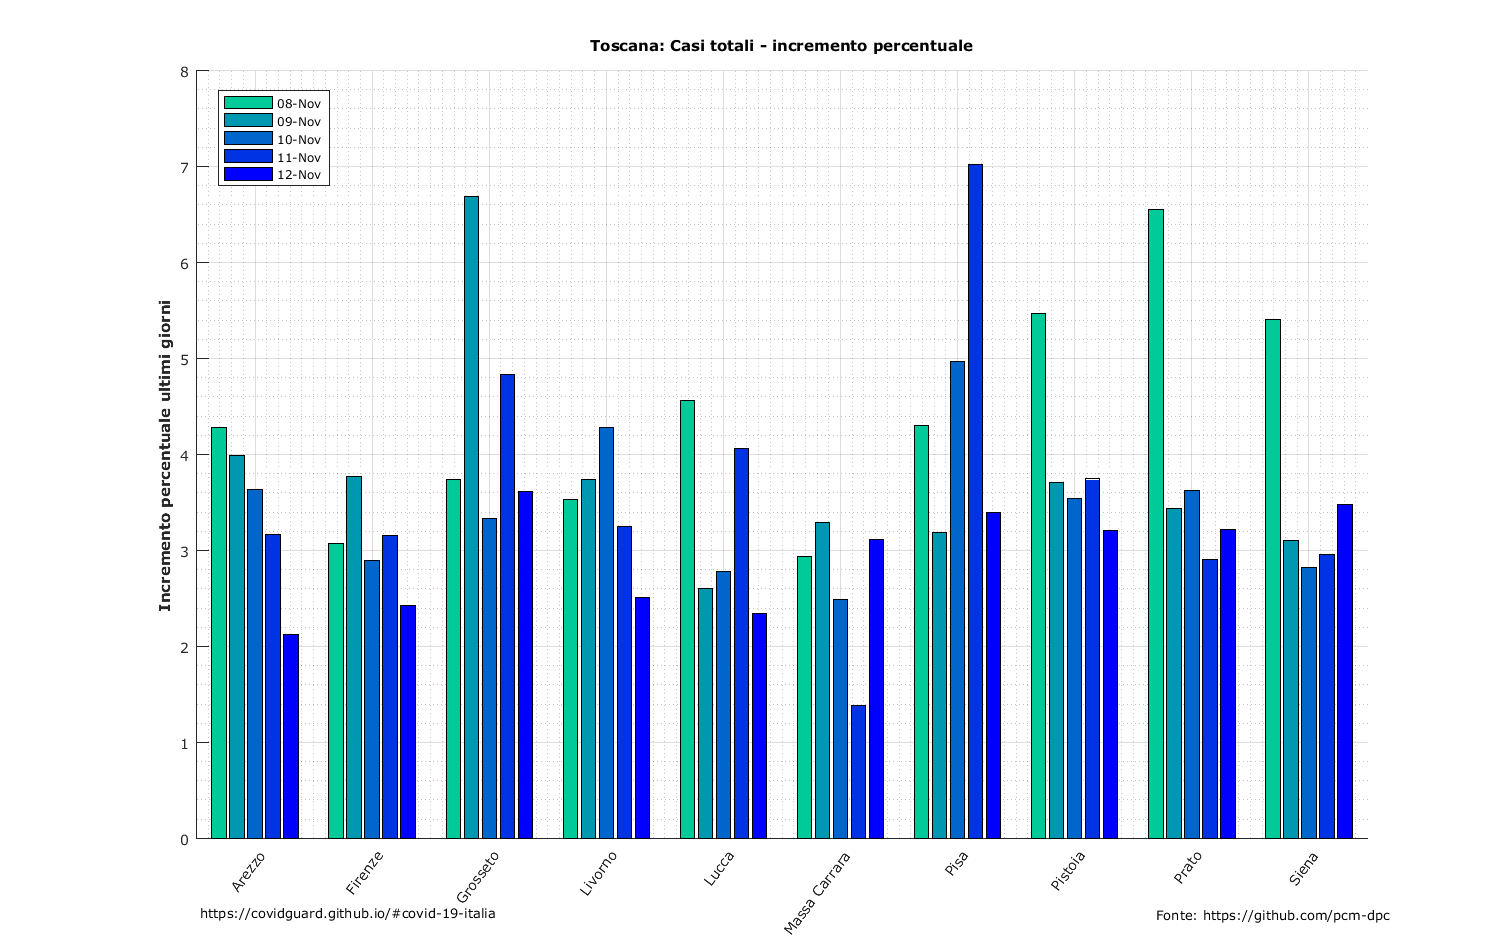 Toscana: Casi totali - incremento percentuale
08-Nov
09-Nov
10-Nov
11-Nov
12-Nov
Incremento percentuale ultimi giorni
8
7
6
5
4
3
2
1
0
Arezzo
Firenze
Grosseto
Livorno
Lucca
Massa Carrara
Pisa
Pistoia
Prato
Siena
https://covidguard.github.io/#covid-19-italia
Fonte: https://github.com/pcm-dpc